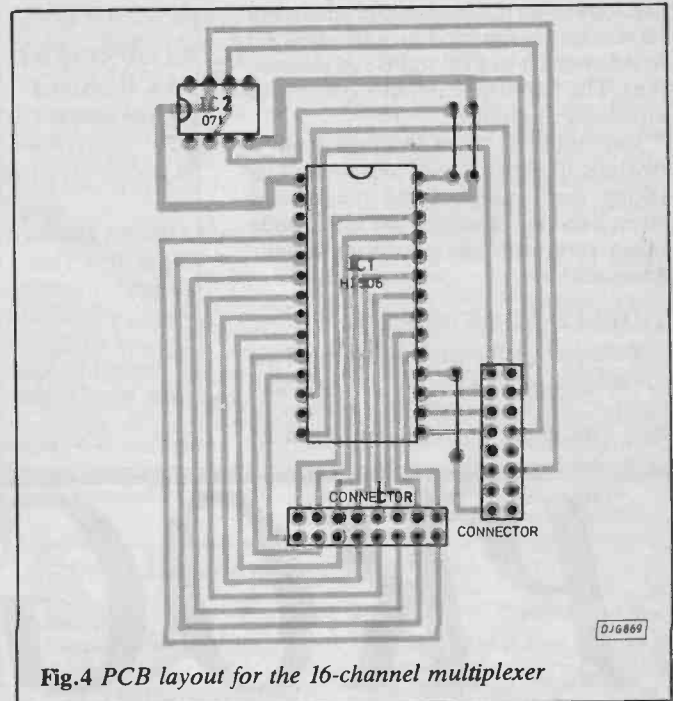 IC2
071
IC1
HI506
CONNECTOR
CONNECTOR
DJG869
Fig.4 PCB layout for the 16-channel multiplexer